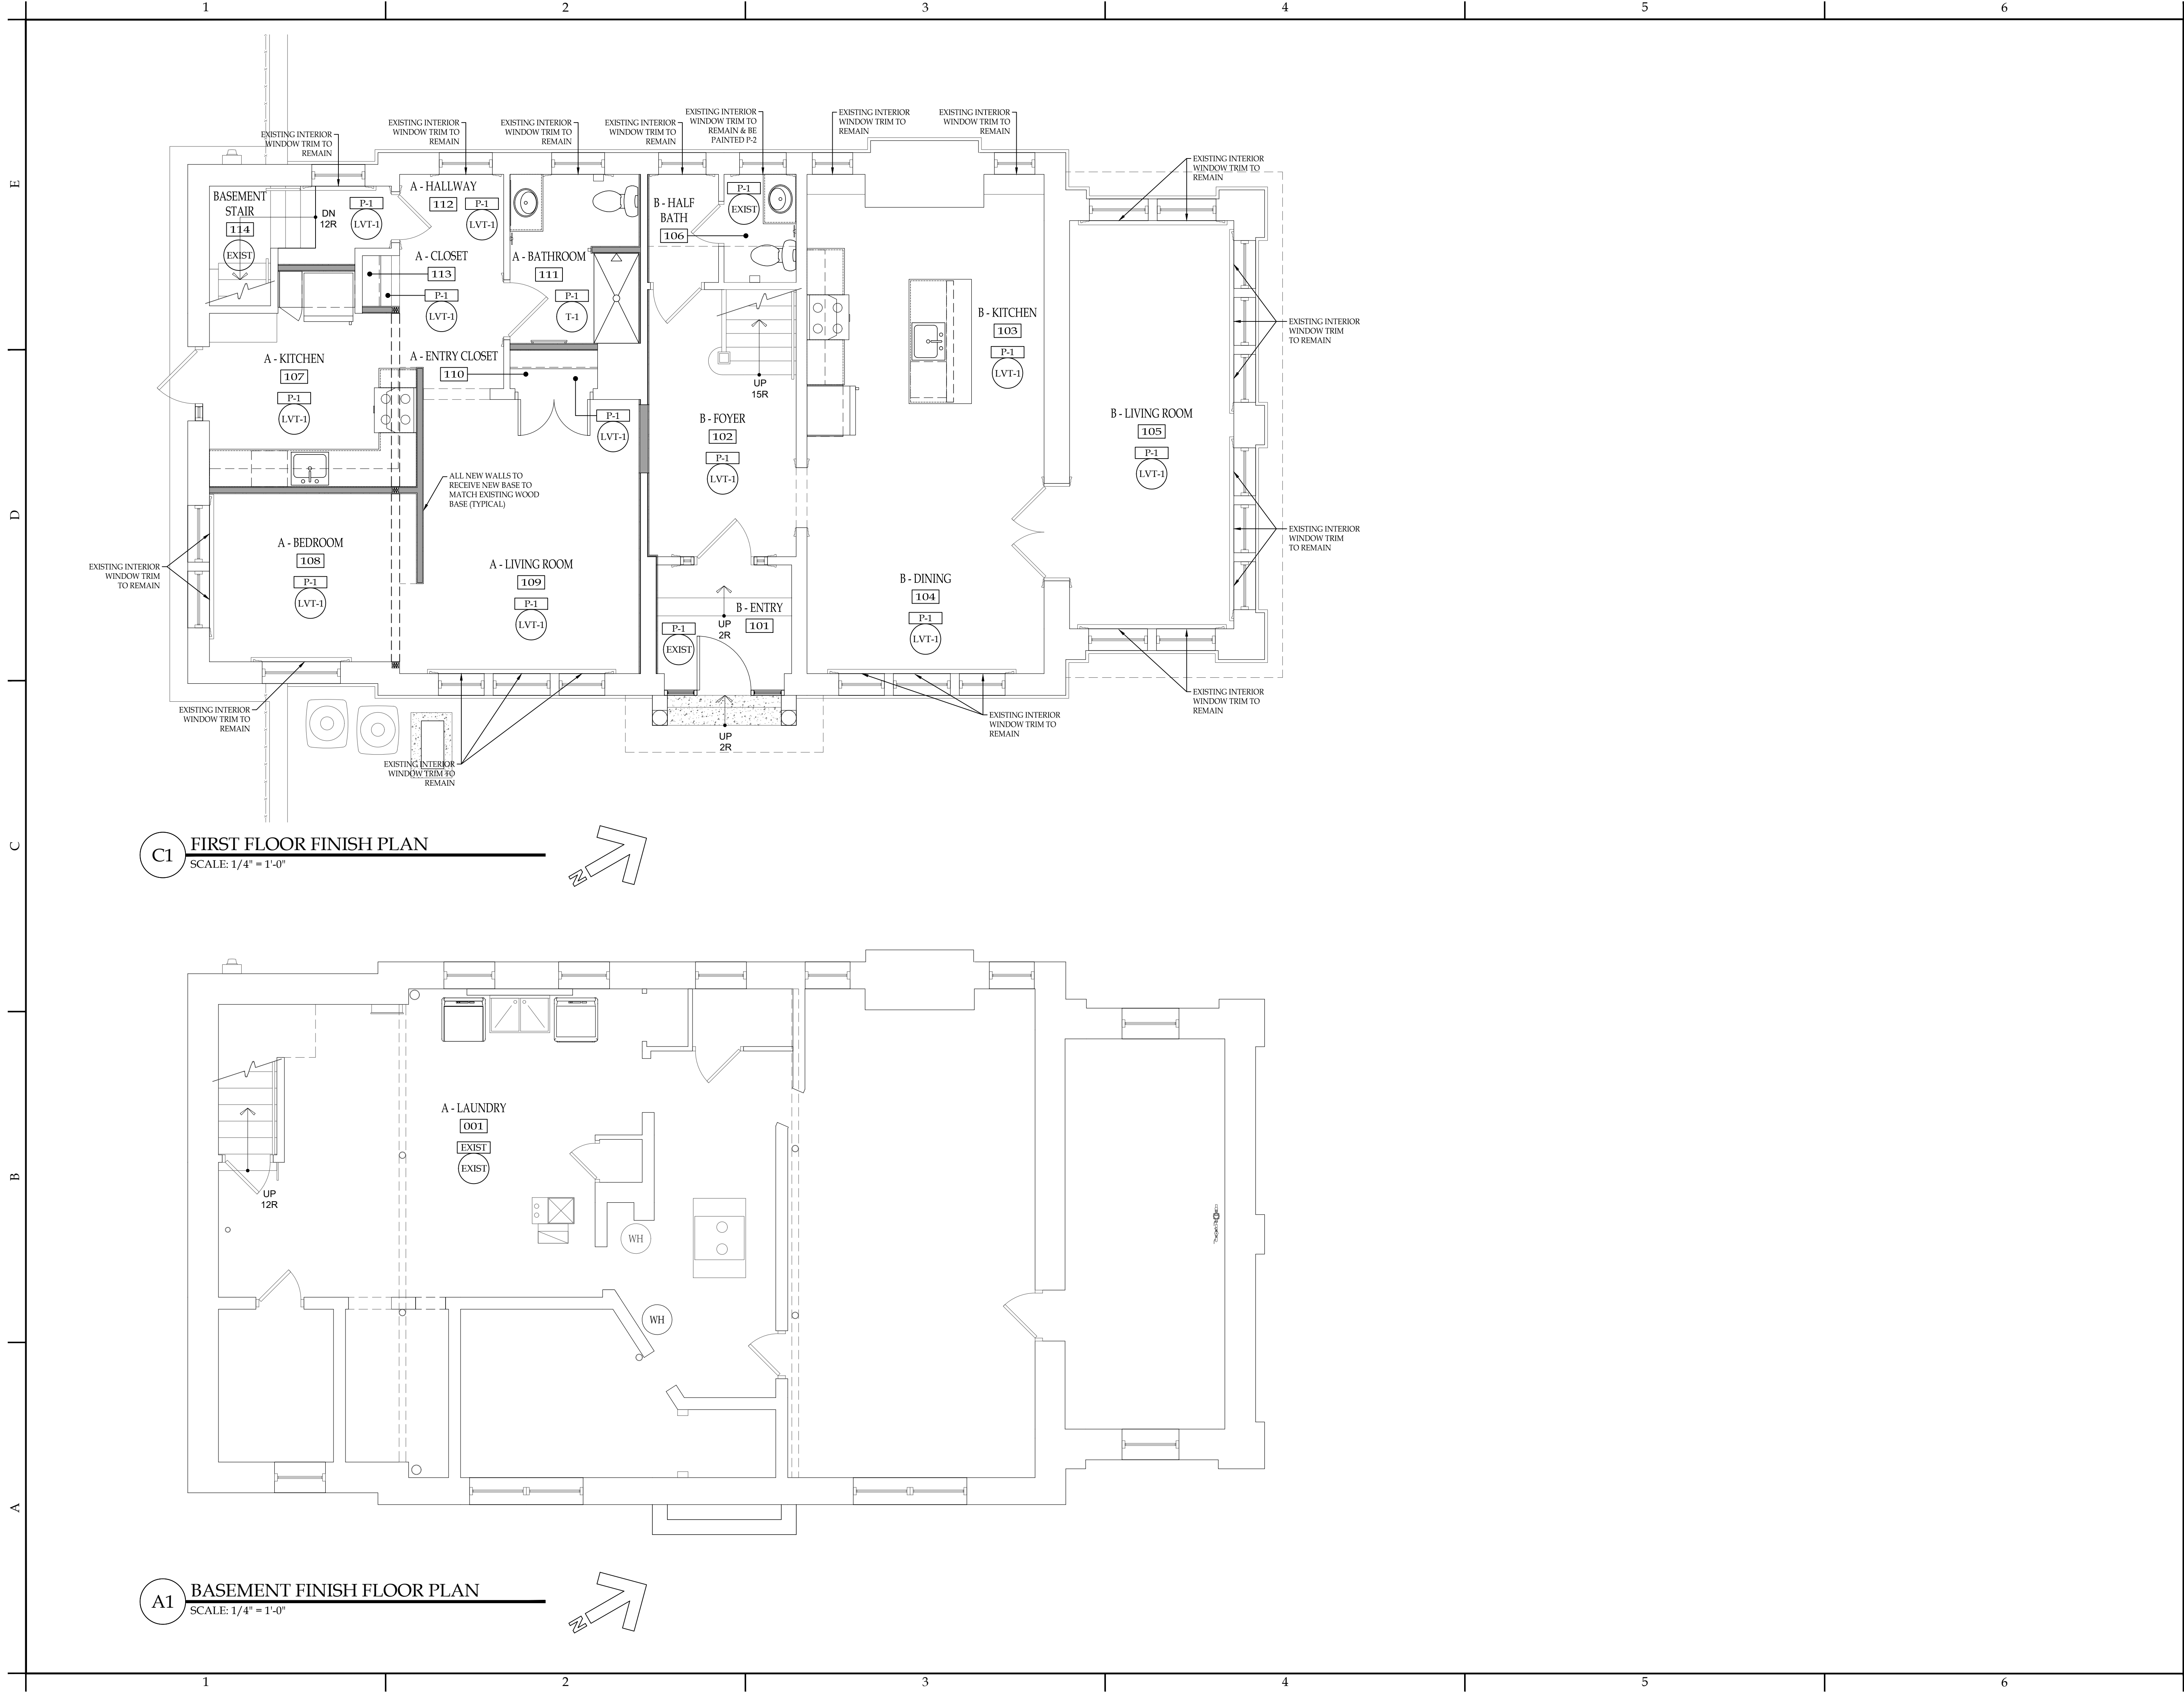 1
2
3
4
5
6
E
D
C
B
A
EXISTING INTERIOR
WINDOW TRIM TO
REMAIN
EXISTING INTERIOR
WINDOW TRIM TO
REMAIN
EXISTING INTERIOR
WINDOW TRIM TO
REMAIN
EXISTING INTERIOR
WINDOW TRIM TO
REMAIN
EXISTING INTERIOR
WINDOW TRIM TO
REMAIN & BE
PAINTED P-2
EXISTING INTERIOR
WINDOW TRIM TO
REMAIN
EXISTING INTERIOR
WINDOW TRIM TO
REMAIN
EXISTING INTERIOR
WINDOW TRIM TO
REMAIN
BASEMENT
STAIR
114
EXIST
DN
12R
P-1
LVT-1
A - HALLWAY
112
P-1
LVT-1
A - CLOSET
113
P-1
LVT-1
A - BATHROOM
111
P-1
T-1
B - HALF
BATH
106
P-1
EXIST
B - KITCHEN
103
P-1
LVT-1
EXISTING INTERIOR
WINDOW TRIM
TO REMAIN
A - KITCHEN
107
P-1
LVT-1
A - ENTRY CLOSET
110
P-1
LVT-1
UP
15R
B - FOYER
102
P-1
LVT-1
B - LIVING ROOM
105
P-1
LVT-1
ALL NEW WALLS TO
RECEIVE NEW BASE TO
MATCH EXISTING WOOD
BASE (TYPICAL)
EXISTING INTERIOR
WINDOW TRIM
TO REMAIN
EXISTING INTERIOR
WINDOW TRIM
TO REMAIN
A - BEDROOM
108
P-1
LVT-1
A - LIVING ROOM
109
P-1
LVT-1
B - ENTRY
101
UP
2R
P-1
EXIST
B - DINING
104
P-1
LVT-1
EXISTING INTERIOR
WINDOW TRIM TO
REMAIN
EXISTING INTERIOR
WINDOW TRIM TO
REMAIN
UP
2R
EXISTING INTERIOR
WINDOW TRIM TO
REMAIN
EXISTING INTERIOR
WINDOW TRIM TO
REMAIN
C1
FIRST FLOOR FINISH PLAN
SCALE: 1/4" = 1'-0"
N
A - LAUNDRY
001
EXIST
EXIST
UP
12R
WH
WH
A1
BASEMENT FINISH FLOOR PLAN
SCALE: 1/4" = 1'-0"
N
1
2
3
4
5
6